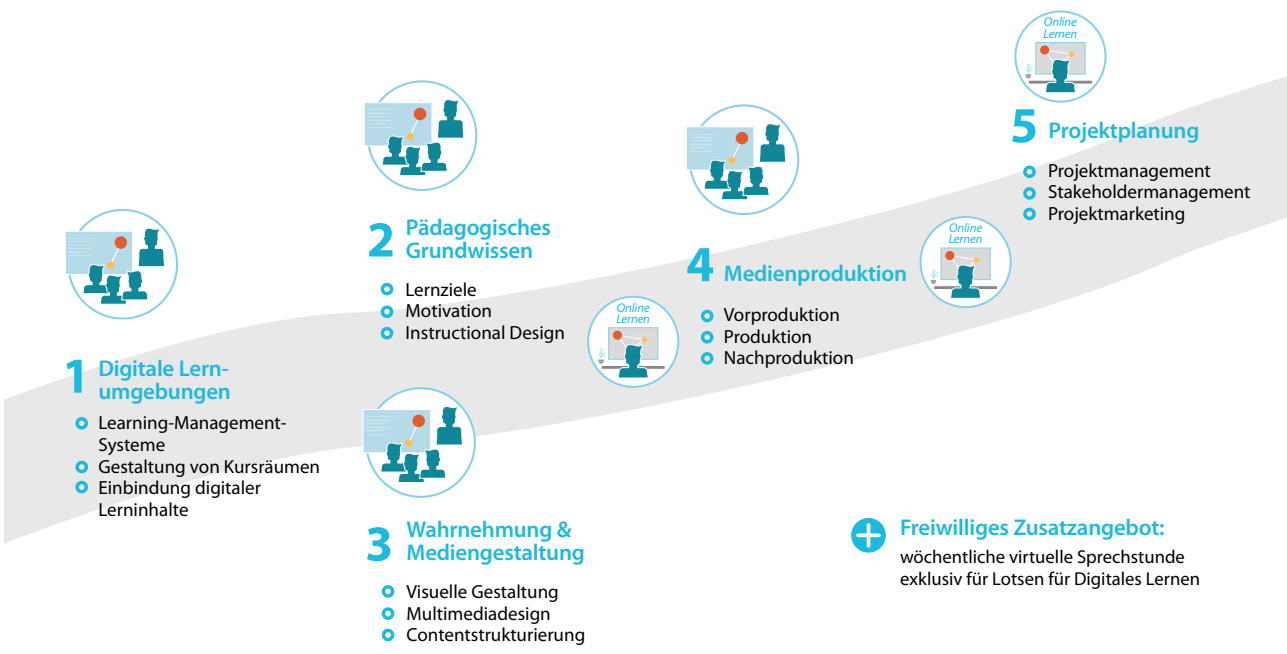 1
Digitale Lern-
umgebungen
Learning-Management-
Systeme
Gestaltung von Kursräumen
Einbindung digitaler
Lerninhalte
2
Pädagogisches
Grundwissen
Lernziele
Motivation
Instructional Design
3
Wahrnehmung &
Mediengestaltung
Visuelle Gestaltung
Multimediadesign
Contentstrukturierung
Online
Lernen
4 Medienproduktion
Vorproduktion
Produktion
Nachproduktion
Online
Lernen
Online
Lernen
5 Projektplanung
Projektmanagement
Stakeholdermanagement
Projektmarketing
Freiwilliges Zusatzangebot:
wöchentliche virtuelle Sprechstunde
exklusiv für Lotsen für Digitales Lernen